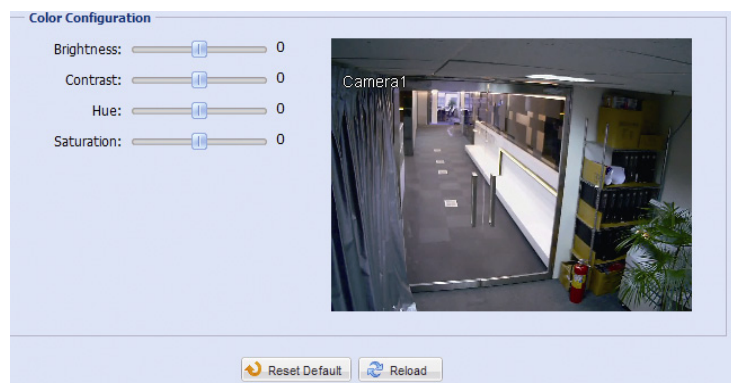 Color Configuration
Brightness: 0
Contrast: 0
Hue: 0
Saturation: 0
Camera1
Reset Default
Reload